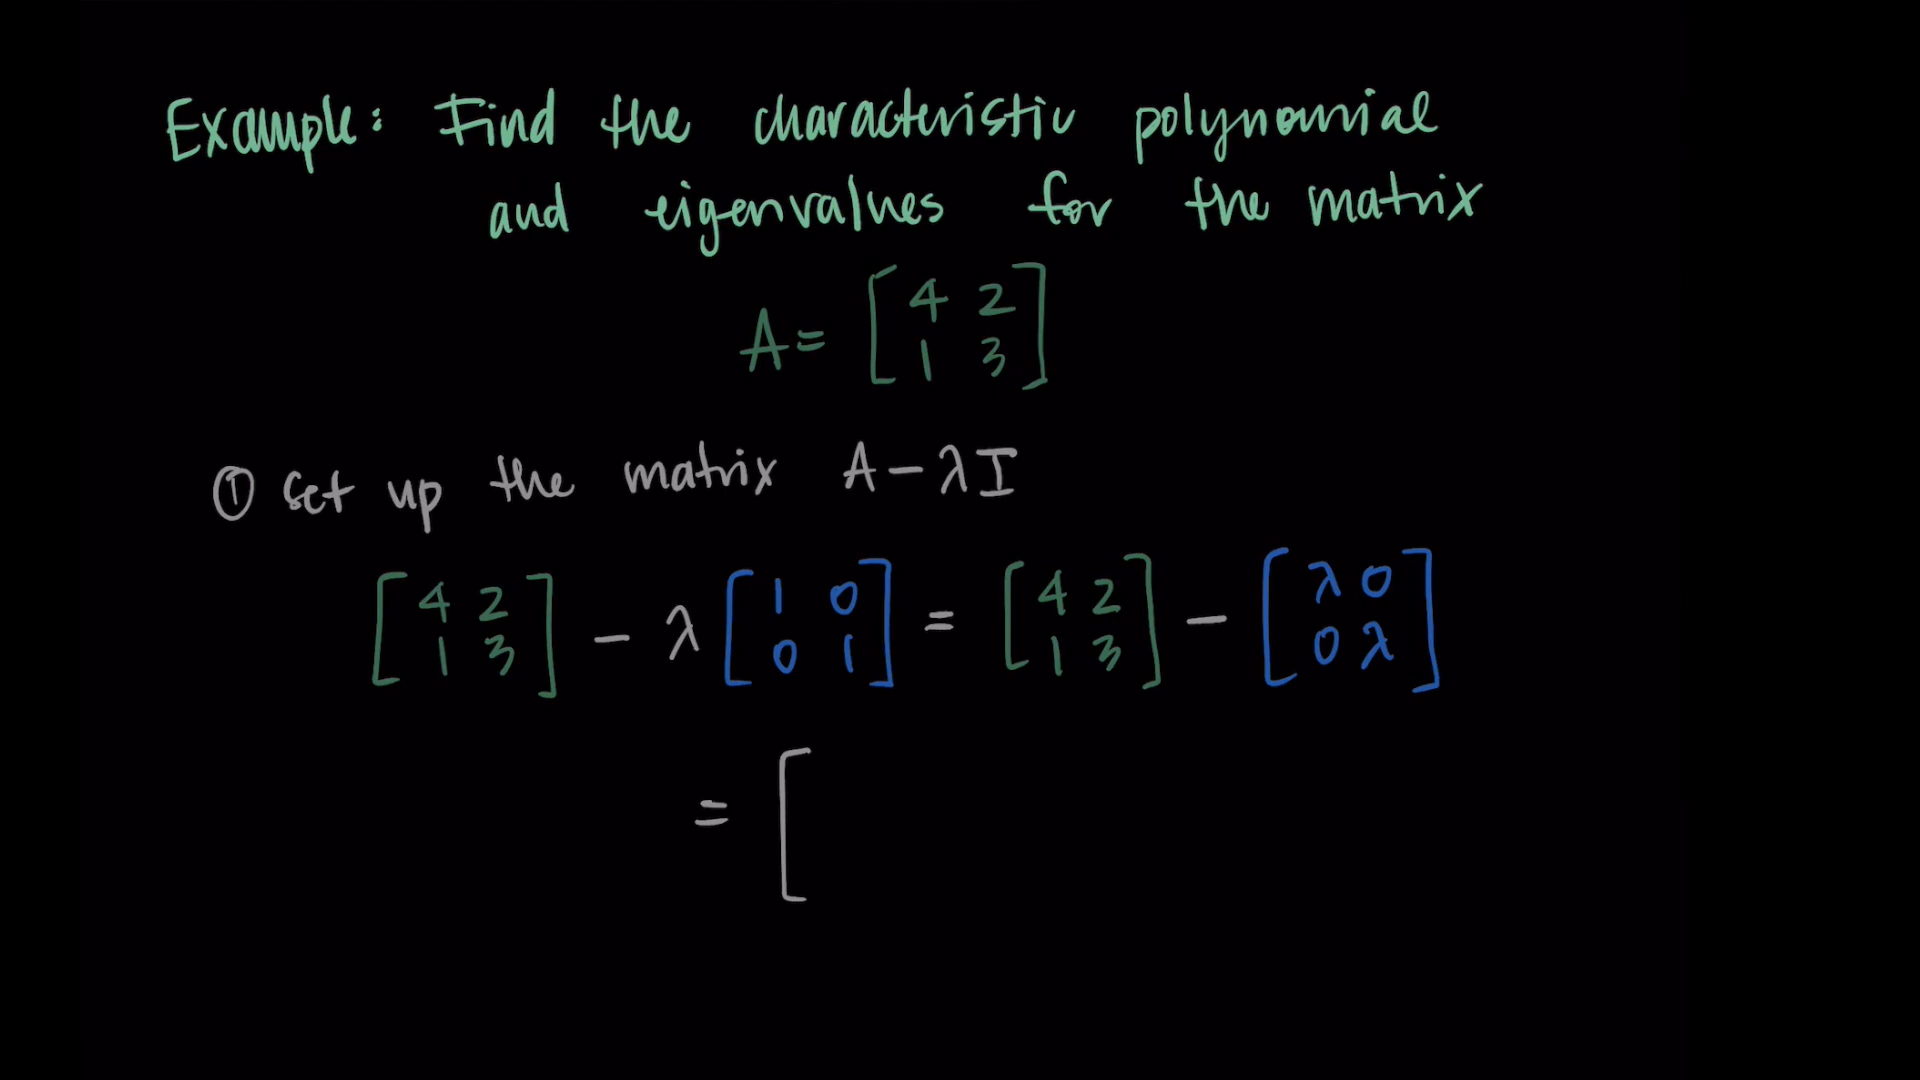 Example: Find the characteristic polynomial
and eigenvalues for the matrix
A = [4 2
1 3]
① Set up the matrix A - λI
[4 2
1 3] - λ [1 0
0 1] = [4 2
1 3] - [λ 0
0 λ]
= [